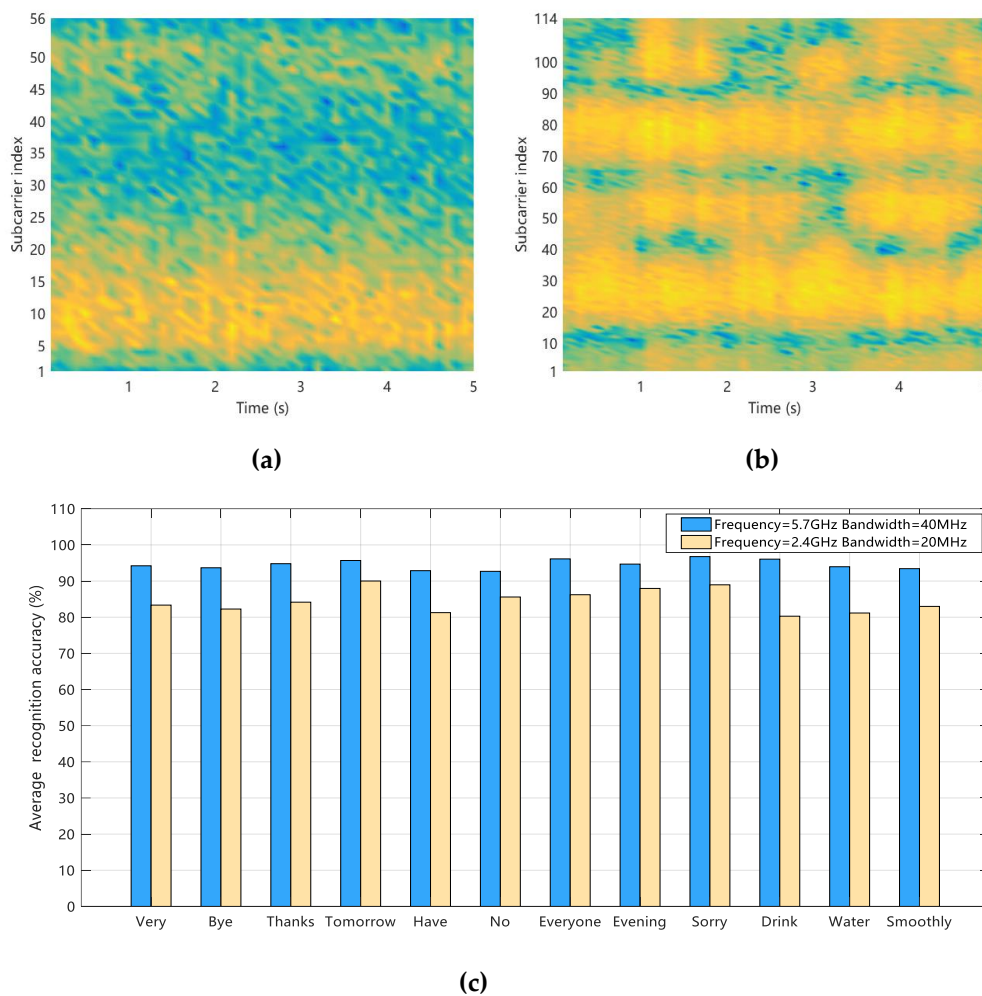 56
50
45
40
35
30
25
20
15
10
5
1
Subcarrier index
1 2 3 4 5
Time (s)
(a)
114
100
90
80
70
60
50
40
30
20
10
1
Subcarrier index
1 2 3 4
Time (s)
(b)
110
100
90
80
70
60
50
40
30
20
10
0
Average recognition accuracy (%)
Frequency=5.7GHz Bandwidth=40MHz
Frequency=2.4GHz Bandwidth=20MHz
Very Bye Thanks Tomorrow Have No Everyone Evening Sorry Drink Water Smoothly
(c)